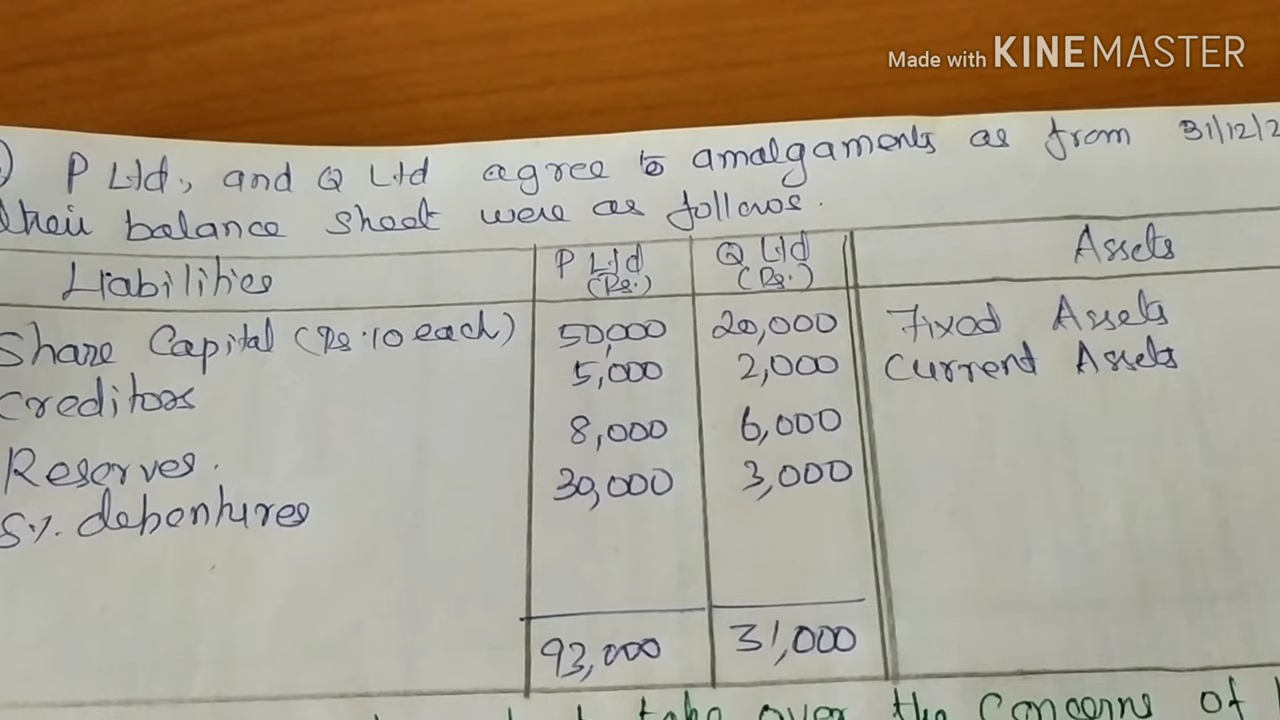 Made with KINEMASTER
) P Ltd, and Q Ltd agree to amalgaments as from 31/12/2
their balance sheet were as follows.
Liabilities P Ltd (Rs.) Q Ltd (Rs.) Assets
Share Capital (Rs.10 each) 50,000 20,000 Fixed Assets
Creditors 5,000 2,000 Current Assets
Reserves. 8,000 6,000
5% debentures 30,000 3,000
93,000 31,000
take over the concerns of